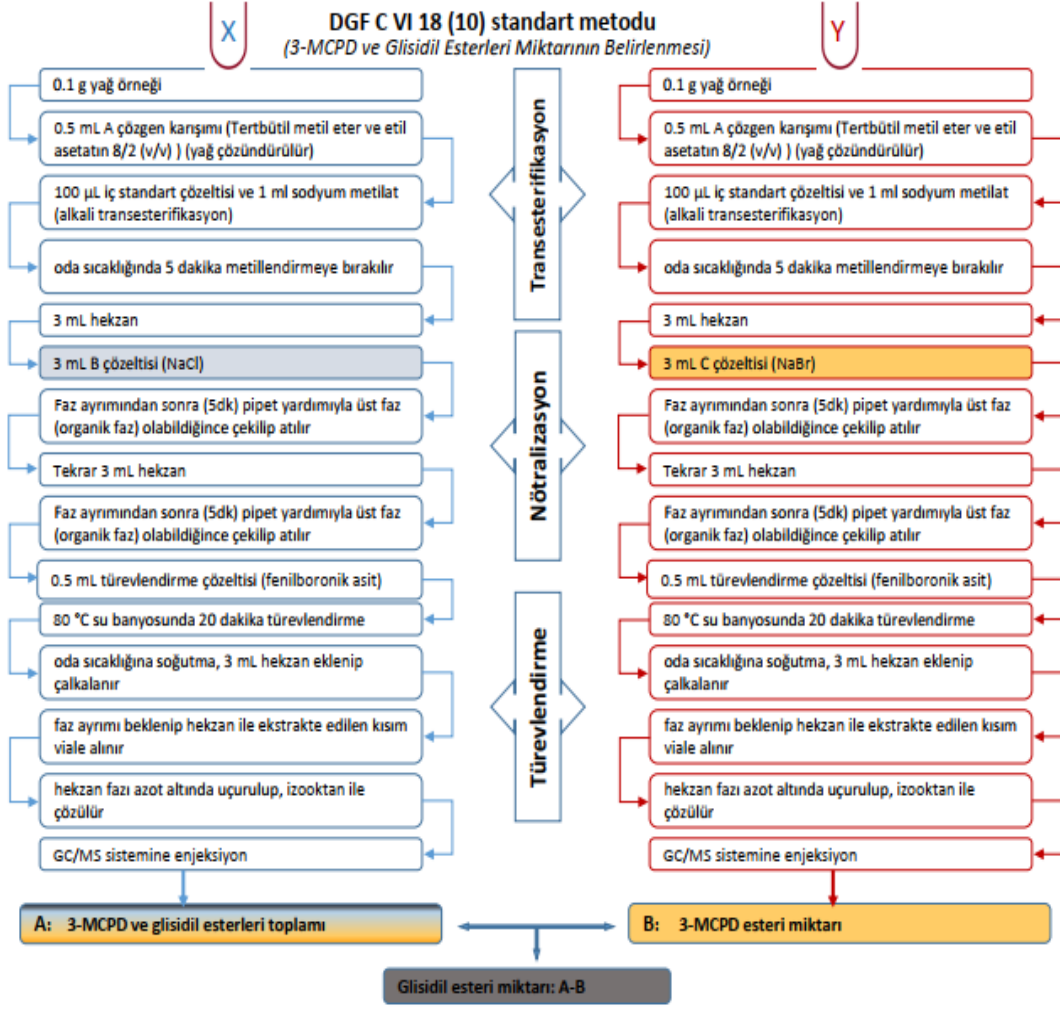 X
DGF C VI 18 (10) standart metodu
(3-MCPD ve Glisidil Esterleri Miktarının Belirlenmesi)
Y
0.1 g yağ örneği
0.5 mL A çözgen karışımı (Tertbütil metil eter ve etil
asetatın 8/2 (v/v) ) (yağ çözündürülür)
100 µL iç standart çözeltisi ve 1 ml sodyum metilat
(alkali transesterifikasyon)
oda sıcaklığında 5 dakika metillendirmeye bırakılır
3 mL hekzan
3 mL B çözeltisi (NaCl)
Faz ayrımından sonra (5dk) pipet yardımıyla üst faz
(organik faz) olabildiğince çekilip atılır
Tekrar 3 mL hekzan
Faz ayrımından sonra (5dk) pipet yardımıyla üst faz
(organik faz) olabildiğince çekilip atılır
0.5 mL türevlendirme çözeltisi (fenilboronik asit)
80 °C su banyosunda 20 dakika türevlendirme
oda sıcaklığına soğutma, 3 mL hekzan eklenip
çalkalanır
faz ayrımı beklenip hekzan ile ekstrakte edilen kısım
viale alınır
hekzan fazı azot altında uçurulup, izooktan ile
çözülür
GC/MS sistemine enjeksiyon
A: 3-MCPD ve glisidil esterleri toplamı
Transesterifikasyon
Nötralizasyon
Türevlendirme
0.1 g yağ örneği
0.5 mL A çözgen karışımı (Tertbütil metil eter ve etil
asetatın 8/2 (v/v) ) (yağ çözündürülür)
100 µL iç standart çözeltisi ve 1 ml sodyum metilat
(alkali transesterifikasyon)
oda sıcaklığında 5 dakika metillendirmeye bırakılır
3 mL hekzan
3 mL C çözeltisi (NaBr)
Faz ayrımından sonra (5dk) pipet yardımıyla üst faz
(organik faz) olabildiğince çekilip atılır
Tekrar 3 mL hekzan
Faz ayrımından sonra (5dk) pipet yardımıyla üst faz
(organik faz) olabildiğince çekilip atılır
0.5 mL türevlendirme çözeltisi (fenilboronik asit)
80 °C su banyosunda 20 dakika türevlendirme
oda sıcaklığına soğutma, 3 mL hekzan eklenip
çalkalanır
faz ayrımı beklenip hekzan ile ekstrakte edilen kısım
viale alınır
hekzan fazı azot altında uçurulup, izooktan ile
çözülür
GC/MS sistemine enjeksiyon
B: 3-MCPD esteri miktarı
Glisidil esteri miktarı: A-B